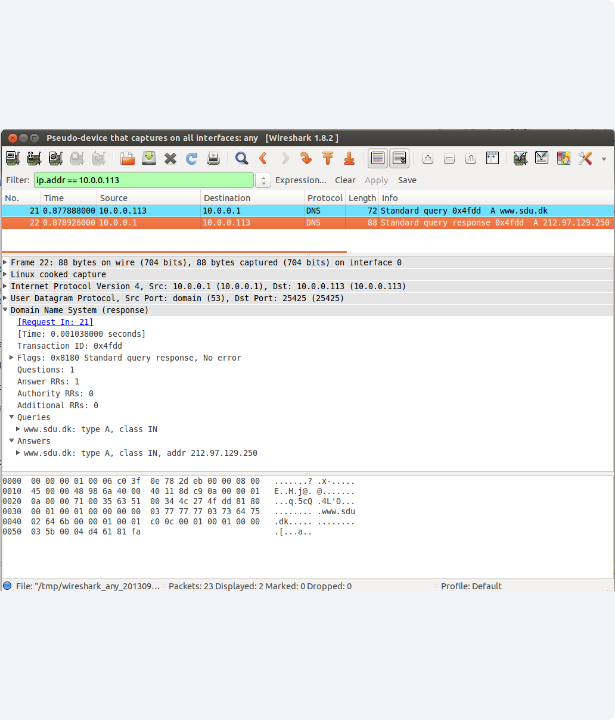 Pseudo-device that captures on all interfaces: any [Wireshark 1.8.2 ]
Filter: ip.addr == 10.0.0.113 Expression... Clear Apply Save
No. Time Source Destination Protocol Length Info
21 0.877888000 10.0.0.113 10.0.0.1 DNS 72 Standard query 0x4fdd A www.sdu.dk
22 0.878926000 10.0.0.1 10.0.0.113 DNS 88 Standard query response 0x4fdd A 212.97.129.250
Frame 22: 88 bytes on wire (704 bits), 88 bytes captured (704 bits) on interface 0
Linux cooked capture
Internet Protocol Version 4, Src: 10.0.0.1 (10.0.0.1), Dst: 10.0.0.113 (10.0.0.113)
User Datagram Protocol, Src Port: domain (53), Dst Port: 25425 (25425)
Domain Name System (response)
[Request In: 21]
[Time: 0.001038000 seconds]
Transaction ID: 0x4fdd
Flags: 0x8180 Standard query response, No error
Questions: 1
Answer RRs: 1
Authority RRs: 0
Additional RRs: 0
Queries
www.sdu.dk: type A, class IN
Answers
www.sdu.dk: type A, class IN, addr 212.97.129.250
0000 00 00 00 01 00 06 c0 3f 0e 78 2d eb 00 00 08 00 .......? .x-.....
0010 45 00 00 48 98 6a 40 00 40 11 8d c9 0a 00 00 01 E..H.j@. @.......
0020 0a 00 00 71 00 35 63 51 00 34 4c 27 4f dd 81 80 ...q.5cQ .4L'O...
0030 00 01 00 01 00 00 00 00 03 77 77 77 03 73 64 75 ........ .www.sdu
0040 02 64 6b 00 00 01 00 01 c0 0c 00 01 00 01 00 00 .dk..... ........
0050 03 5b 00 04 d4 61 81 fa .[...a..
File: "/tmp/wireshark_any_201309... Packets: 23 Displayed: 2 Marked: 0 Dropped: 0 Profile: Default